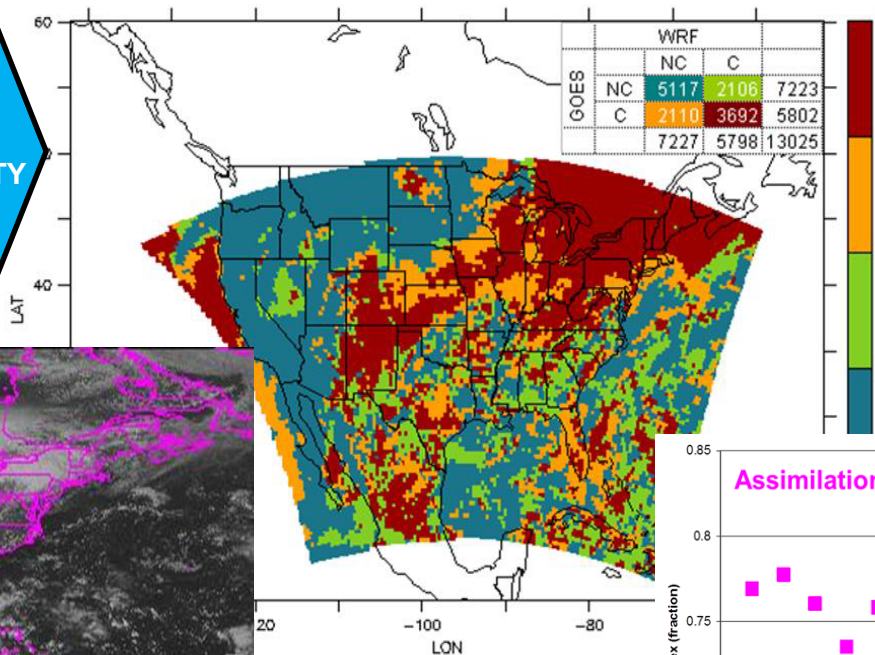 60
WRF
NC C
GOES
NC 5117 2106 7223
C 2110 3692 5802
7227 5798 13025
TY
40
LAT
20 -100 -80
LON
0.85
Assimilation
0.8
0.75
(fraction)